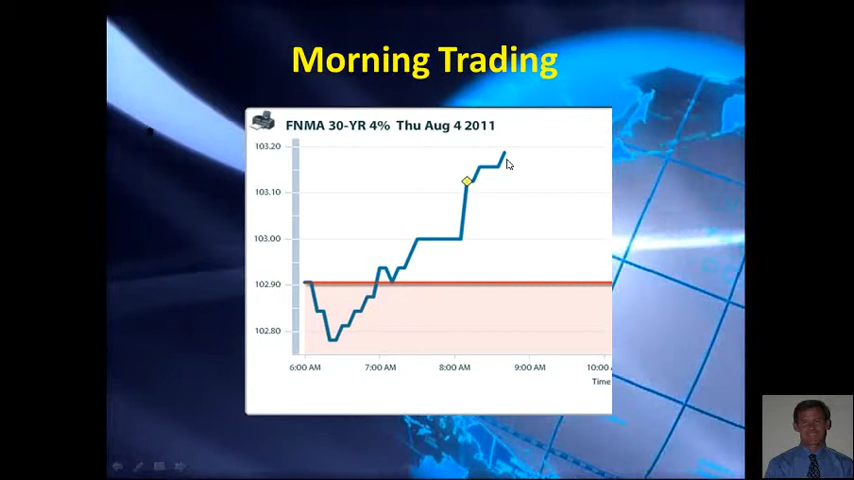 Morning Trading
FNMA 30-YR 4% Thu Aug 4 2011
103.20
103.10
103.00
102.90
102.80
6:00 AM 7:00 AM 8:00 AM 9:00 AM 10:00
Time